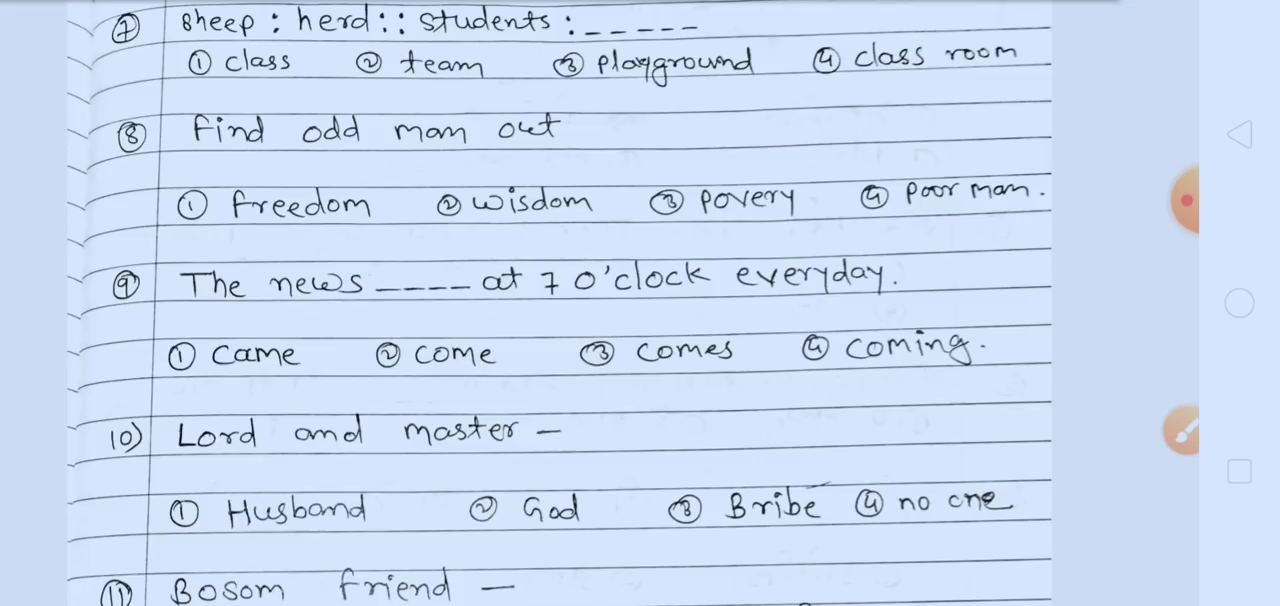 ⑦ sheep : herd :: students : _ _ _ _ _
① class ② team ③ playground ④ class room
⑧ Find odd man out
① freedom ② wisdom ③ povery ④ poor man.
⑨ The news _ _ _ _ at 7 o'clock everyday.
① came ② come ③ comes ④ coming.
10) Lord and master –
① Husband ② God ③ Bribe ④ no one
⑪ Bosom friend –